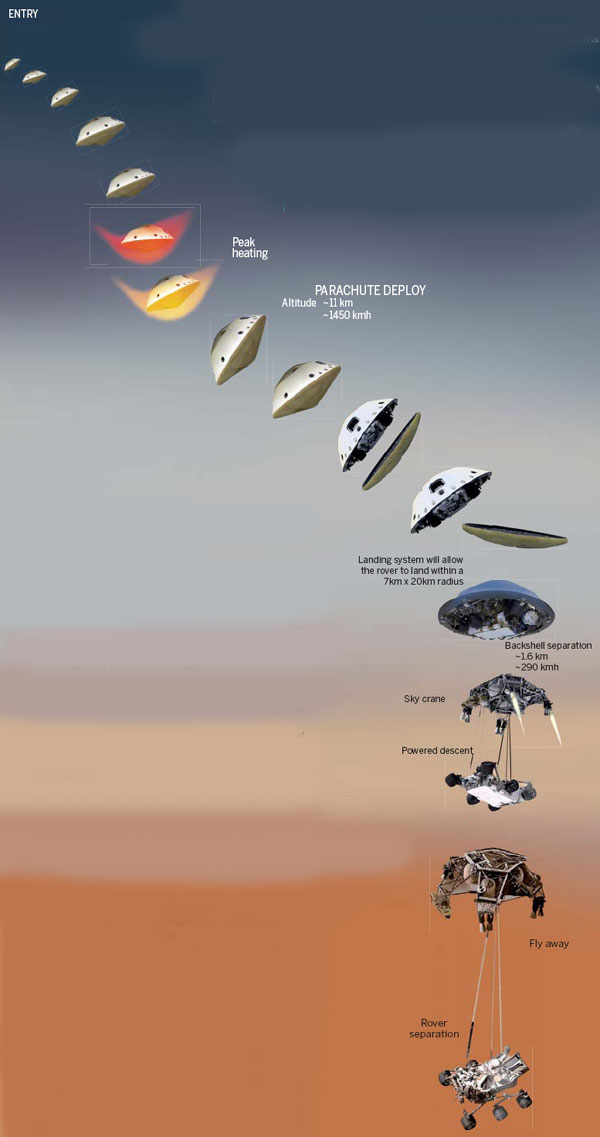 ENTRY
Peak
heating
PARACHUTE DEPLOY
Altitude ~11 km
~1450 kmh
Landing system will allow
the rover to land within a
7km x 20km radius
Backshell separation
~1.6 km
~290 kmh
Sky crane
Powered descent
Fly away
Rover
separation